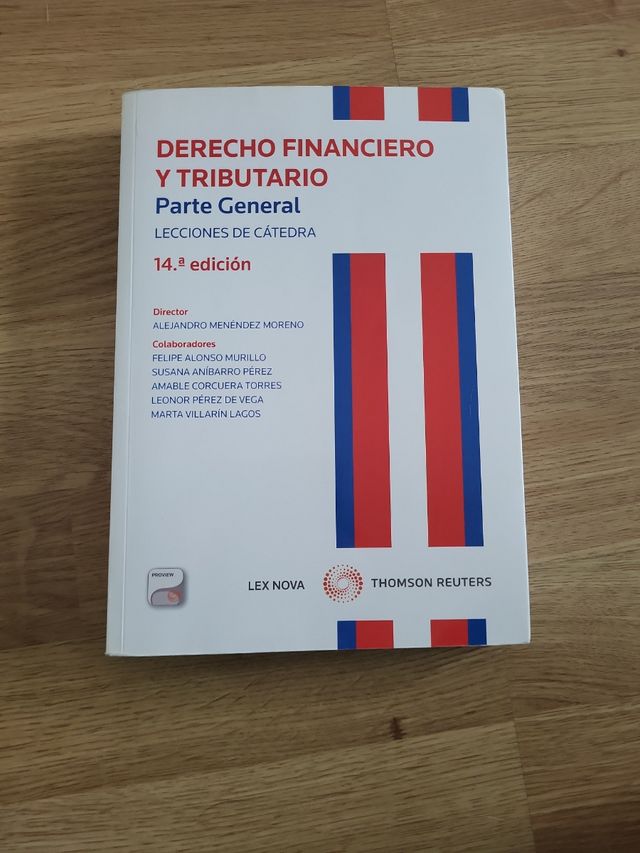 DERECHO FINANCIERO
Y TRIBUTARIO
Parte General
LECCIONES DE CÁTEDRA
14.ª edición
Director
ALEJANDRO MENÉNDEZ MORENO
Colaboradores
FELIPE ALONSO MURILLO
SUSANA ANÍBARRO PÉREZ
AMABLE CORCUERA TORRES
LEONOR PÉREZ DE VEGA
MARTA VILLARÍN LAGOS
PROVIEW
LEX NOVA
THOMSON REUTERS